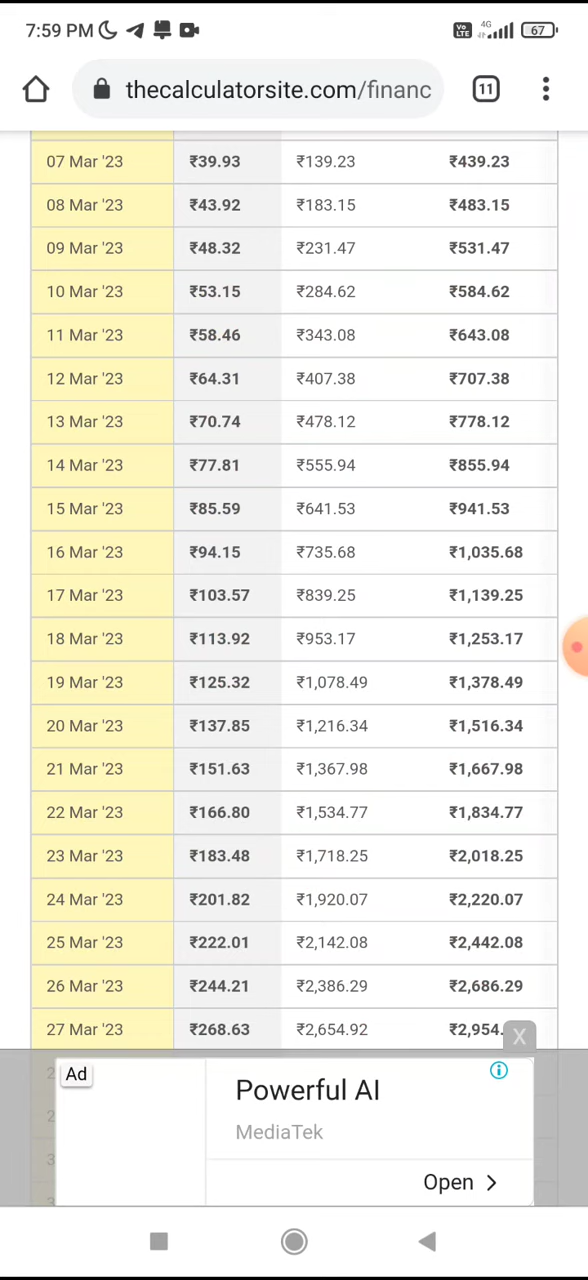 7:59 PM
Vo LTE 4G 67
thecalculatorsite.com/financ 11
07 Mar '23 ₹39.93 ₹139.23 ₹439.23
08 Mar '23 ₹43.92 ₹183.15 ₹483.15
09 Mar '23 ₹48.32 ₹231.47 ₹531.47
10 Mar '23 ₹53.15 ₹284.62 ₹584.62
11 Mar '23 ₹58.46 ₹343.08 ₹643.08
12 Mar '23 ₹64.31 ₹407.38 ₹707.38
13 Mar '23 ₹70.74 ₹478.12 ₹778.12
14 Mar '23 ₹77.81 ₹555.94 ₹855.94
15 Mar '23 ₹85.59 ₹641.53 ₹941.53
16 Mar '23 ₹94.15 ₹735.68 ₹1,035.68
17 Mar '23 ₹103.57 ₹839.25 ₹1,139.25
18 Mar '23 ₹113.92 ₹953.17 ₹1,253.17
19 Mar '23 ₹125.32 ₹1,078.49 ₹1,378.49
20 Mar '23 ₹137.85 ₹1,216.34 ₹1,516.34
21 Mar '23 ₹151.63 ₹1,367.98 ₹1,667.98
22 Mar '23 ₹166.80 ₹1,534.77 ₹1,834.77
23 Mar '23 ₹183.48 ₹1,718.25 ₹2,018.25
24 Mar '23 ₹201.82 ₹1,920.07 ₹2,220.07
25 Mar '23 ₹222.01 ₹2,142.08 ₹2,442.08
26 Mar '23 ₹244.21 ₹2,386.29 ₹2,686.29
27 Mar '23 ₹268.63 ₹2,654.92 ₹2,954. X
Ad
Powerful AI
MediaTek
Open